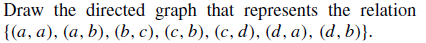 Draw the directed graph that represents the relation
{(a, a), (a, b), (b, c), (c, b), (c, d), (d, a), (d, b)}.